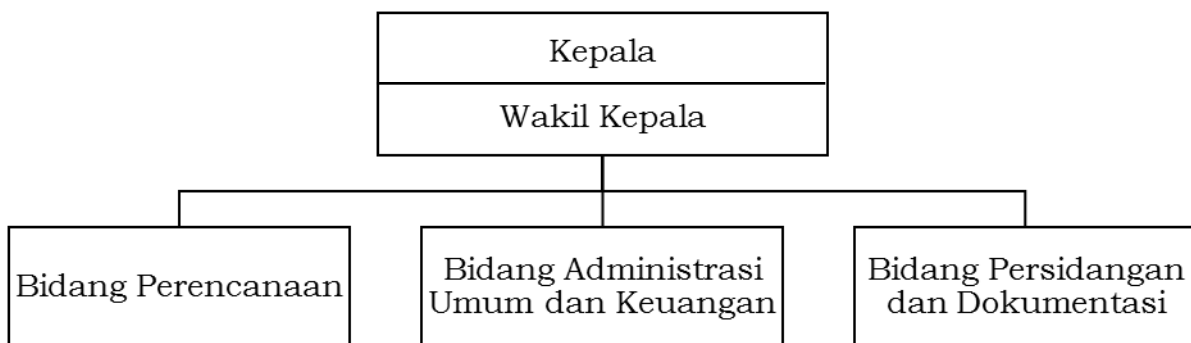 Kepala
Wakil Kepala
Bidang Perencanaan
Bidang Administrasi
Umum dan Keuangan
Bidang Persidangan
dan Dokumentasi